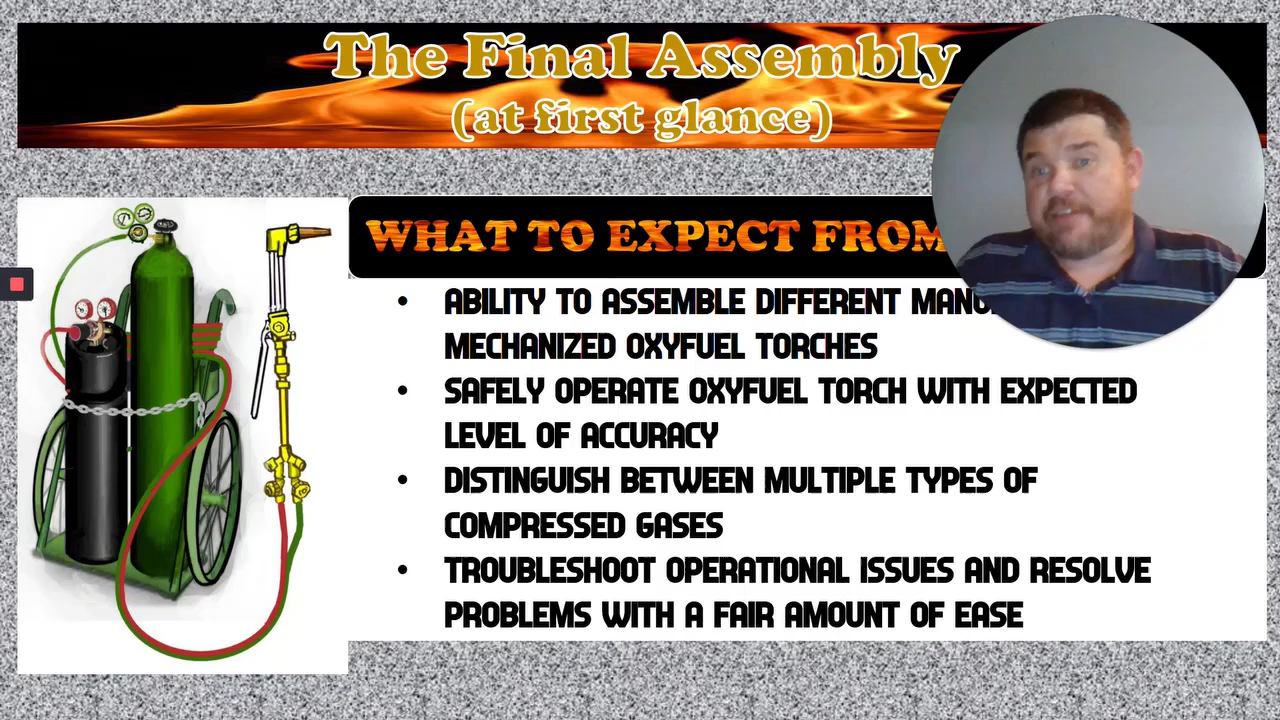 The Final Assembly
(at first glance)
WHAT TO EXPECT FROM
ABILITY TO ASSEMBLE DIFFERENT
MECHANIZED OXYFUEL TORCHES
• SAFELY OPERATE OXYFUEL TORCH WITH EXPECTED
LEVEL OF ACCURACY
• DISTINGUISH BETWEEN MULTIPLE TYPES OF
COMPRESSED GASES
• TROUBLESHOOT OPERATIONAL ISSUES AND RESOLVE
PROBLEMS WITH A FAIR AMOUNT OF EASE